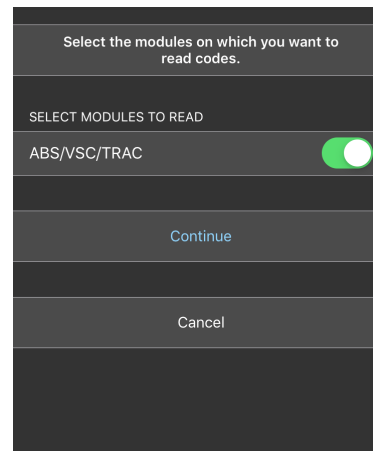 Select the modules on which you want to
read codes.
SELECT MODULES TO READ
ABS/VSC/TRAC
Continue
Cancel